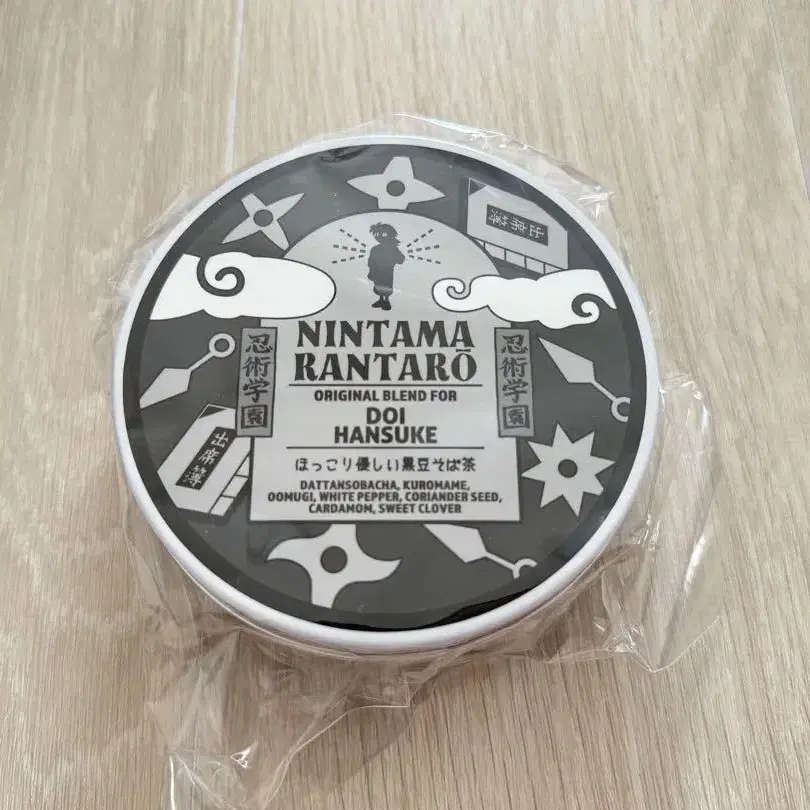 出席簿
NINTAMA
RANTARŌ
忍術学園
忍術学園
ORIGINAL BLEND FOR
DOI
HANSUKE
出席簿
ほっこり優しい黒豆そば茶
DATTANSOBACHA, KUROMAME,
OOMUGI, WHITE PEPPER, CORIANDER SEED,
CARDAMON, SWEET CLOVER